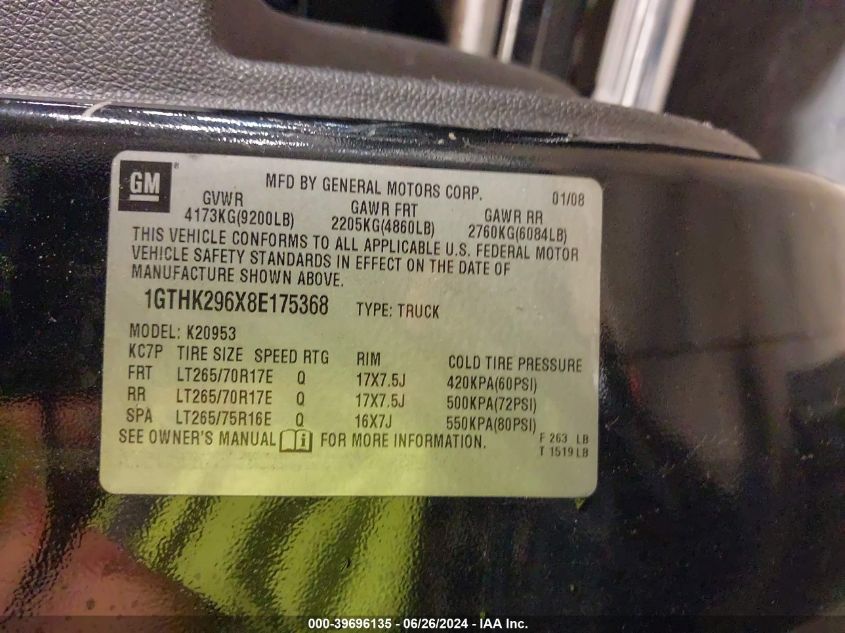 GM
MFD BY GENERAL MOTORS CORP. 01/08
GVWR GAWR FRT GAWR RR
4173KG(9200LB) 2205KG(4860LB) 2760KG(6084LB)
THIS VEHICLE CONFORMS TO ALL APPLICABLE U.S. FEDERAL MOTOR
VEHICLE SAFETY STANDARDS IN EFFECT ON THE DATE OF
MANUFACTURE SHOWN ABOVE.
1GTHK296X8E175368 TYPE: TRUCK
MODEL: K20953
KC7P TIRE SIZE SPEED RTG RIM COLD TIRE PRESSURE
FRT LT265/70R17E Q 17X7.5J 420KPA(60PSI)
RR LT265/70R17E Q 17X7.5J 500KPA(72PSI)
SPA LT265/75R16E Q 16X7J 550KPA(80PSI)
SEE OWNER'S MANUAL FOR MORE INFORMATION.
F 263 LB
T 1519 LB
000-39696135 - 06/26/2024 - IAA Inc.